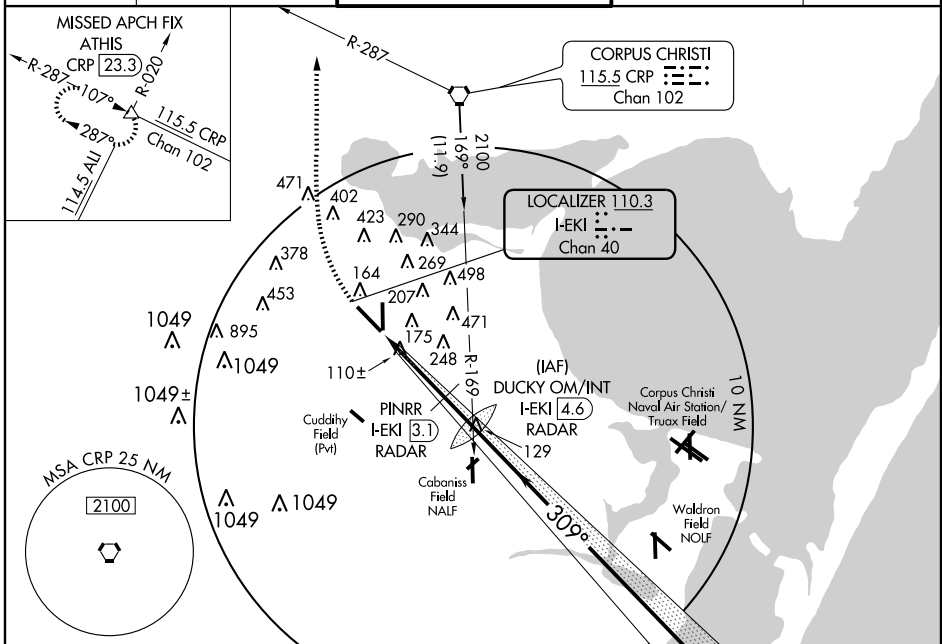 MISSED APCH FIX
ATHIS
CRP 23.3
R-020
R-287
107°
287°
115.5 CRP
Chan 102
114.5 ALI
R-287
CORPUS CHRISTI
115.5 CRP
Chan 102
2100
169°
(11.9)
LOCALIZER 110.3
I-EKI
Chan 40
471
402
423
290
344
378
269
498
164
453
207
471
1049
895
175
1049
248
110±
R-169
1049±
(IAF)
DUCKY OM/INT
I-EKI 4.6
RADAR
PINRR
I-EKI 3.1
RADAR
129
Cuddihy
Field
(Pvt)
Corpus Christi
Naval Air Station/
Truax Field
10 NM
Cabaniss
Field
NALF
MSA CRP 25 NM
2100
1049
1049
309°
Waldron
Field
NOLF